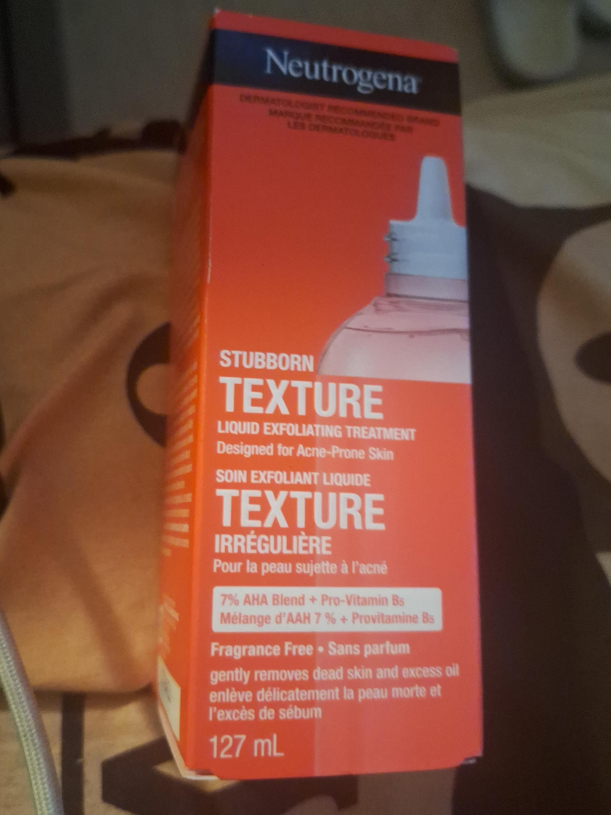 Neutrogena
DERMATOLOGIST RECOMMENDED BRAND
MARQUE RECOMMANDÉE PAR
LES DERMATOLOGUES
STUBBORN
TEXTURE
LIQUID EXFOLIATING TREATMENT
Designed for Acne-Prone Skin
SOIN EXFOLIANT LIQUIDE
TEXTURE
IRRÉGULIÈRE
Pour la peau sujette à l'acné
7% AHA Blend + Pro-Vitamin B5
Mélange d'AAH 7 % + Provitamine B5
Fragrance Free • Sans parfum
gently removes dead skin and excess oil
enlève délicatement la peau morte et
l'excès de sébum
127 mL